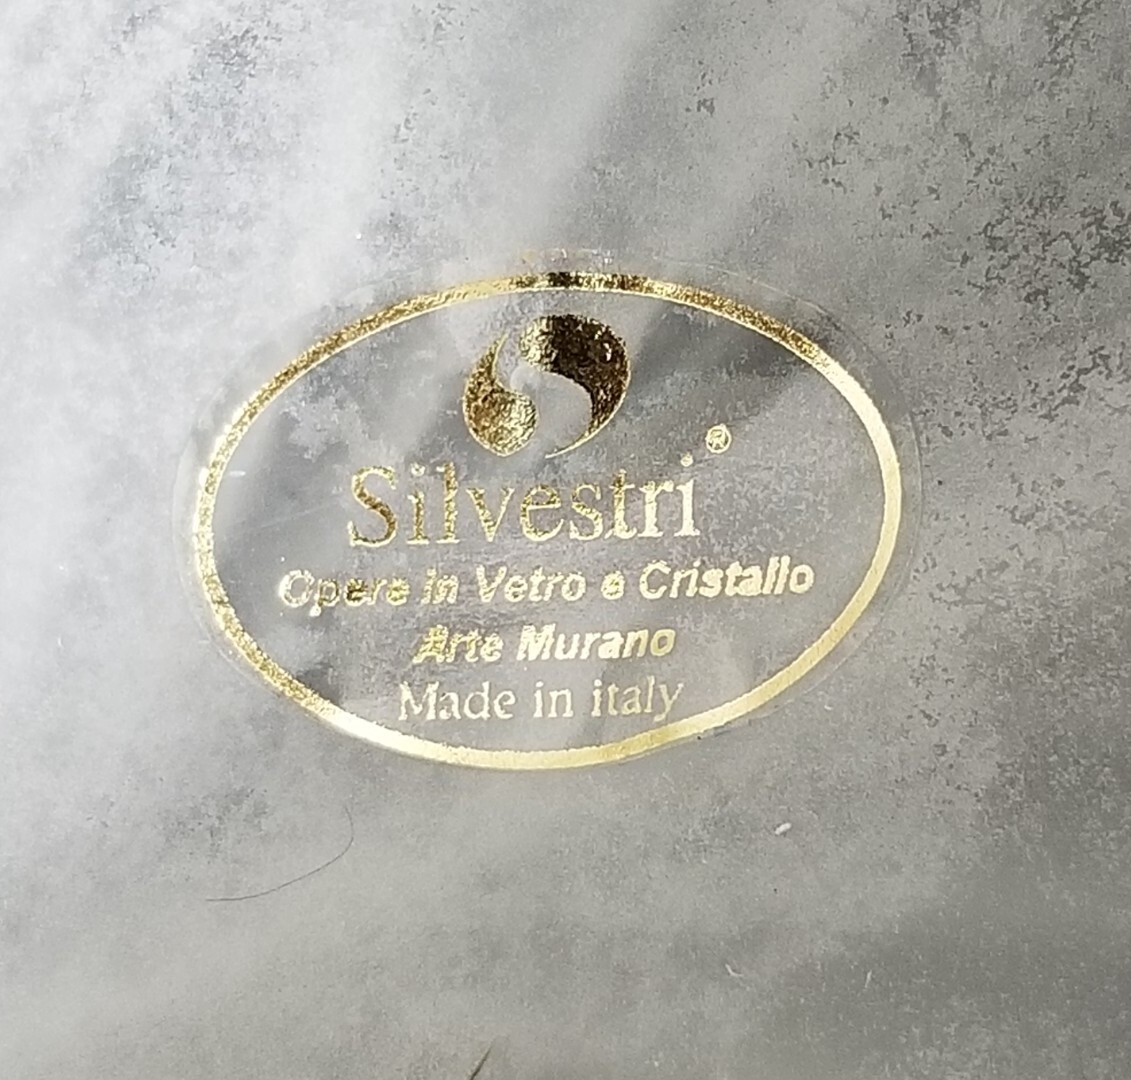 Silvestri®
Opere in Vetro e Cristallo
Arte Murano
Made in italy